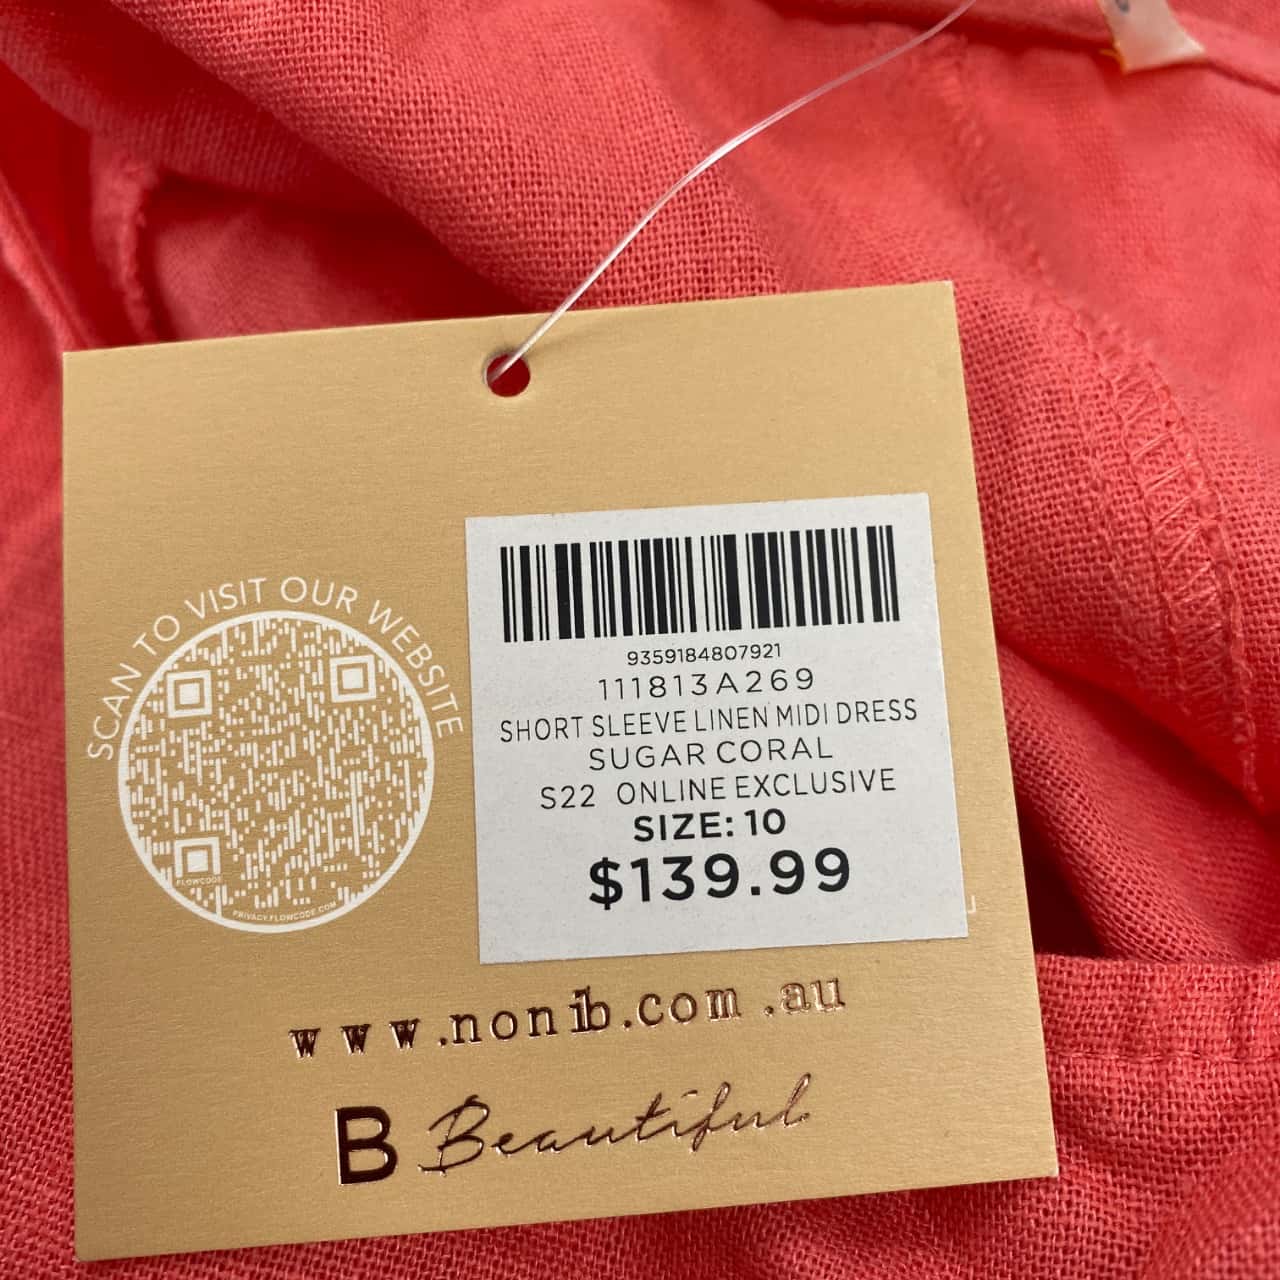 SCAN TO VISIT OUR WEBSITE
FLOWCODE
PRIVACY.FLOWCODE.COM
9359184807921
111813A269
SHORT SLEEVE LINEN MIDI DRESS
SUGAR CORAL
S22 ONLINE EXCLUSIVE
SIZE: 10
$139.99
www.nonib.com.au
B Beautiful